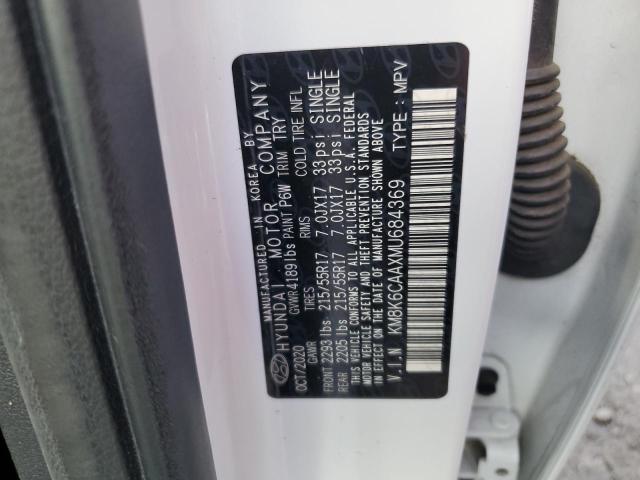 MANUFACTURED IN KOREA BY
HYUNDAI MOTOR COMPANY
OCT/2020 GVWR 4189 lbs PAINT P6W TRIM TRY
GAWR TIRES RIMS COLD TIRE INFL
FRONT 2293 lbs 215/55R17 7.0JX17 33psi SINGLE
REAR 2205 lbs 215/55R17 7.0JX17 33psi SINGLE
THIS VEHICLE CONFORMS TO ALL APPLICABLE U.S.A. FEDERAL
MOTOR VEHICLE SAFETY AND THEFT PREVENTION STANDARDS
IN EFFECT ON THE DATE OF MANUFACTURE SHOWN ABOVE
V.I.N. KM8K6CAAXMU684369 TYPE : MPV